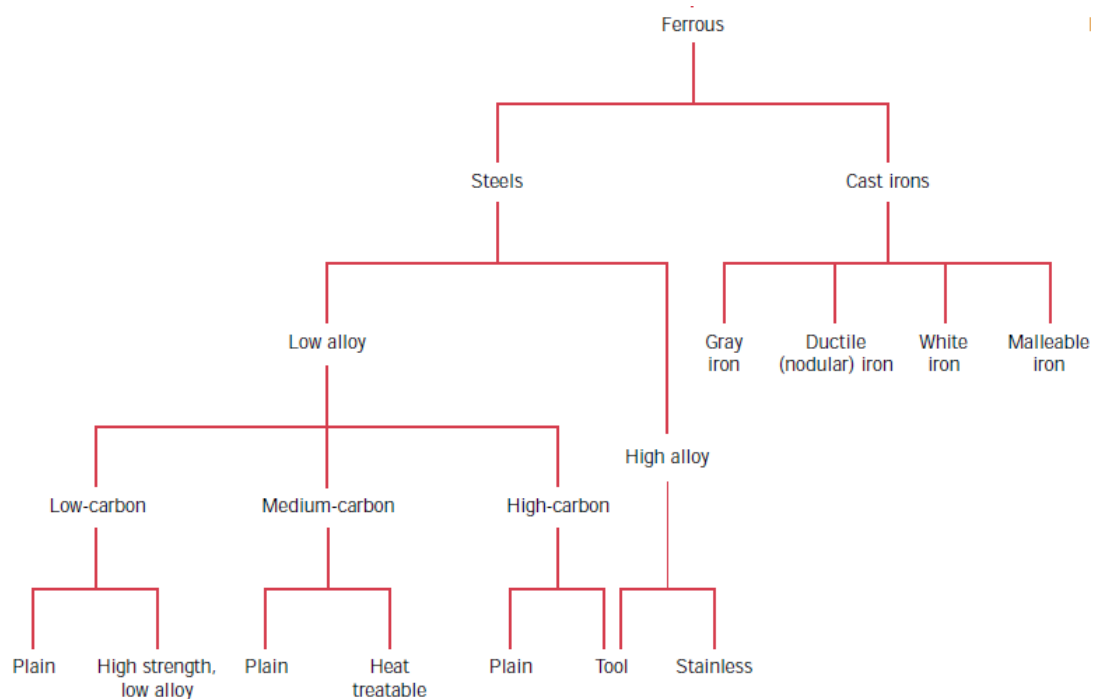 Ferrous
Steels
Cast irons
Low alloy
Gray
iron
Ductile
(nodular) iron
White
iron
Malleable
iron
High alloy
Low-carbon
Medium-carbon
High-carbon
Plain
High strength,
low alloy
Plain
Heat
treatable
Plain
Tool
Stainless